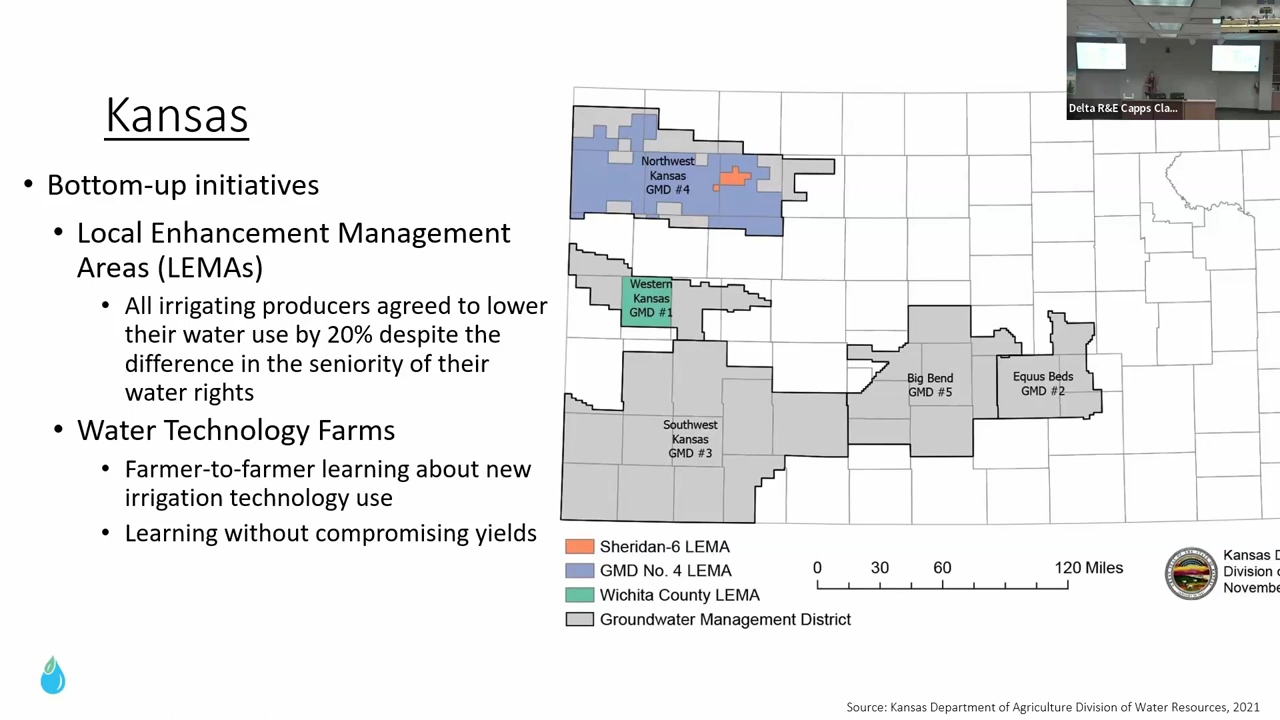 Delta R&E Capps Cla...
Kansas
• Bottom-up initiatives
• Local Enhancement Management
Areas (LEMAs)
• All irrigating producers agreed to lower
their water use by 20% despite the
difference in the seniority of their
water rights
• Water Technology Farms
• Farmer-to-farmer learning about new
irrigation technology use
• Learning without compromising yields
Northwest
Kansas
GMD #4
Western
Kansas
GMD #1
Southwest
Kansas
GMD #3
Big Bend
GMD #5
Equus Beds
GMD #2
Sheridan-6 LEMA
GMD No. 4 LEMA
Wichita County LEMA
Groundwater Management District
0 30 60 120 Miles
Kansas D
Division o
Novembe
Source: Kansas Department of Agriculture Division of Water Resources, 2021